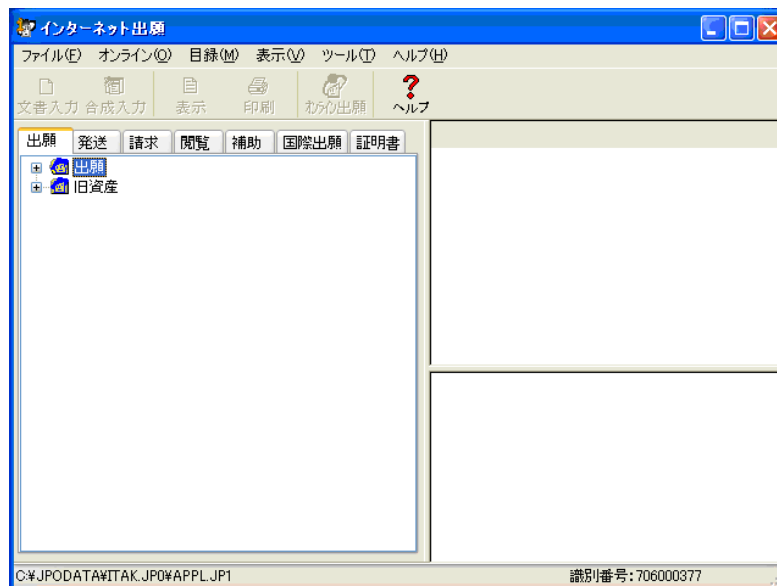 インターネット出願
ファイル(F) オンライン(O) 目録(M) 表示(V) ツール(T) ヘルプ(H)
文書入力 合成入力 表示 印刷 オンライン出願 ヘルプ
出願 発送 請求 閲覧 補助 国際出願 証明書
出願
旧資産
C:¥JPODATA¥ITAK.JP0¥APPL.JP1 識別番号:706000377